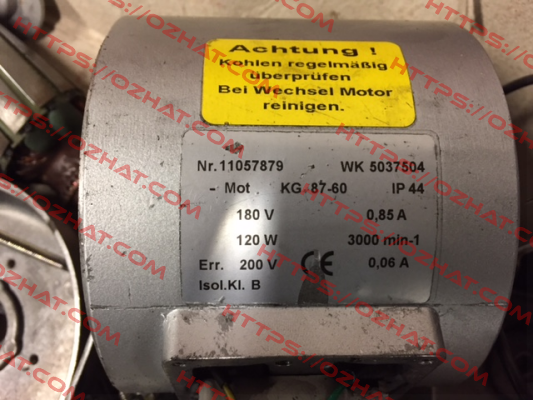 Achtung !
Kohlen regelmäßig
überprüfen
Bei Wechsel Motor
reinigen.
Nr.11057879 WK 5037504
- Mot KG 87-60 IP 44
180 V 0,85 A
120 W 3000 min-1
Err. 200 V CE 0,06 A
Isol.Kl. B
HTTPS://OZHAT.COM